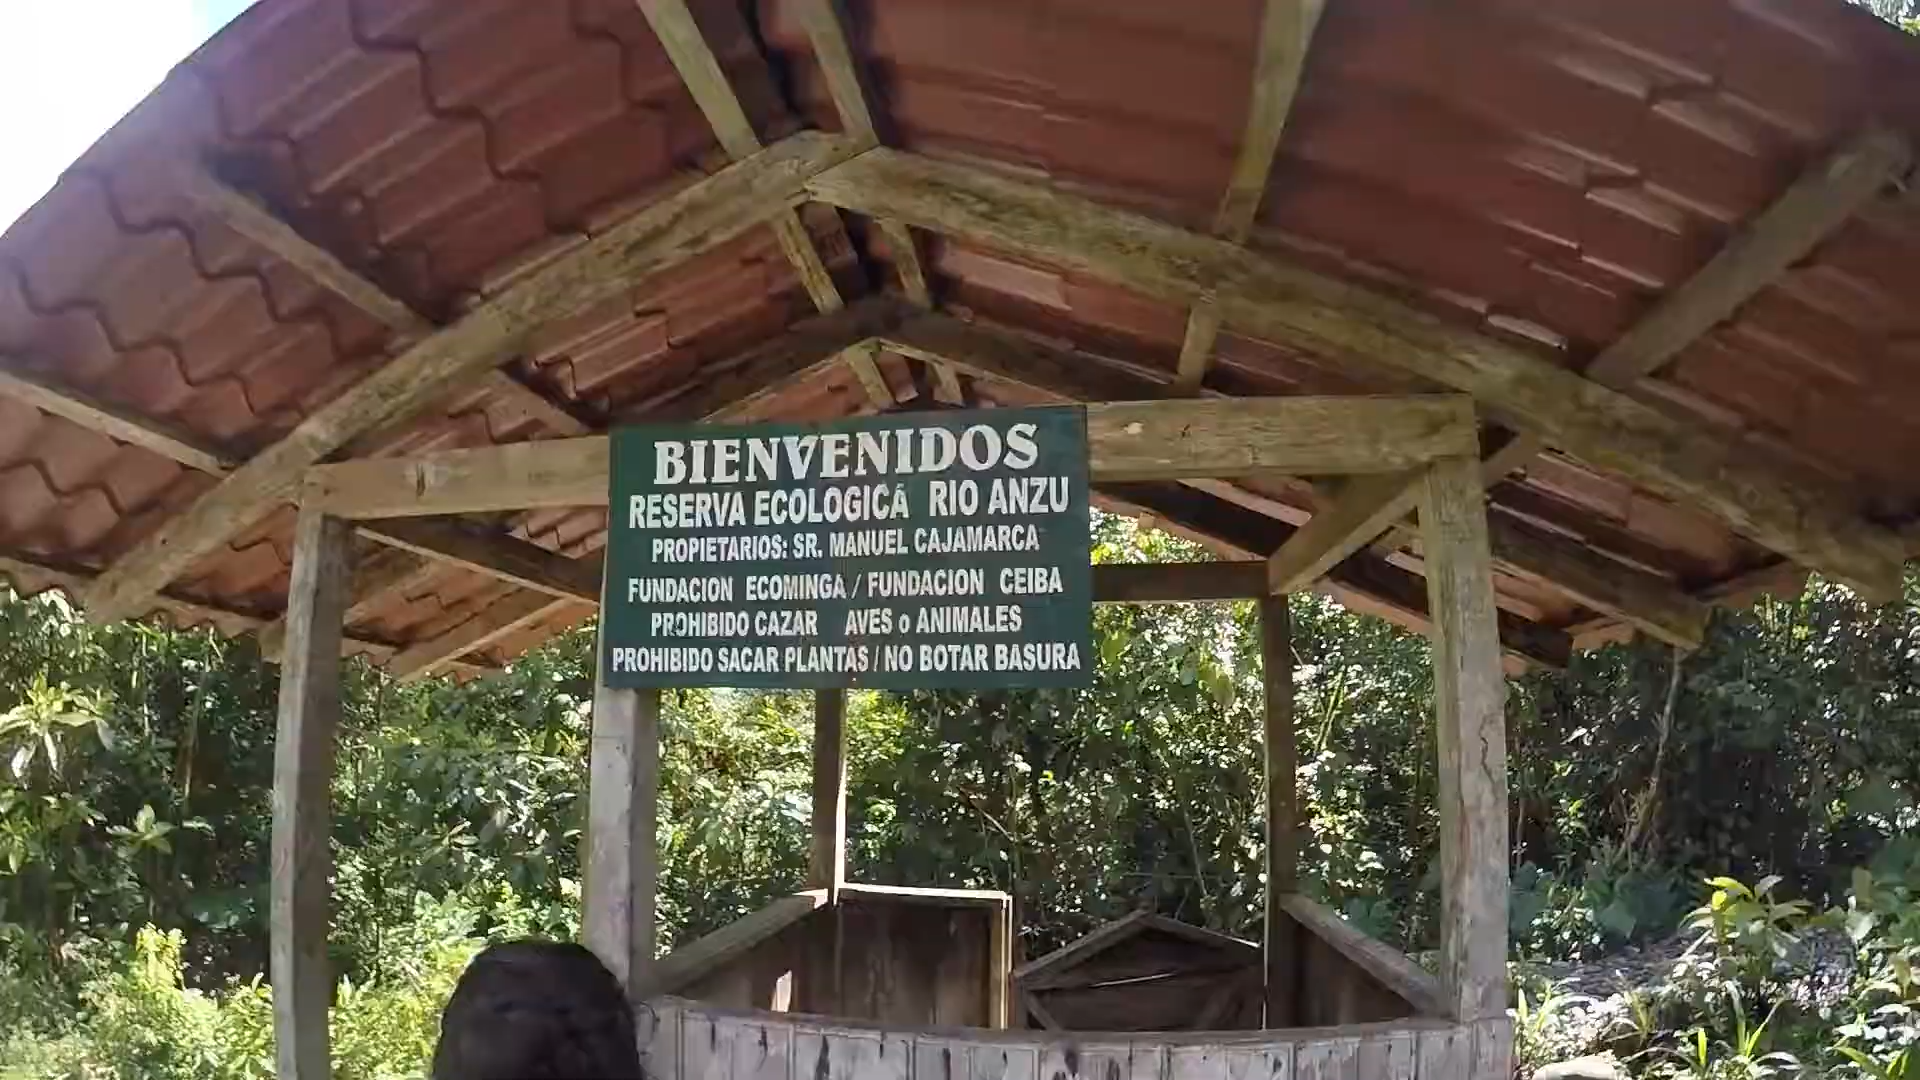 BIENVENIDOS
RESERVA ECOLOGICA RIO ANZU
PROPIETARIOS: SR. MANUEL CAJAMARCA
FUNDACION ECOMINGA / FUNDACION CEIBA
PROHIBIDO CAZAR AVES o ANIMALES
PROHIBIDO SACAR PLANTAS / NO BOTAR BASURA